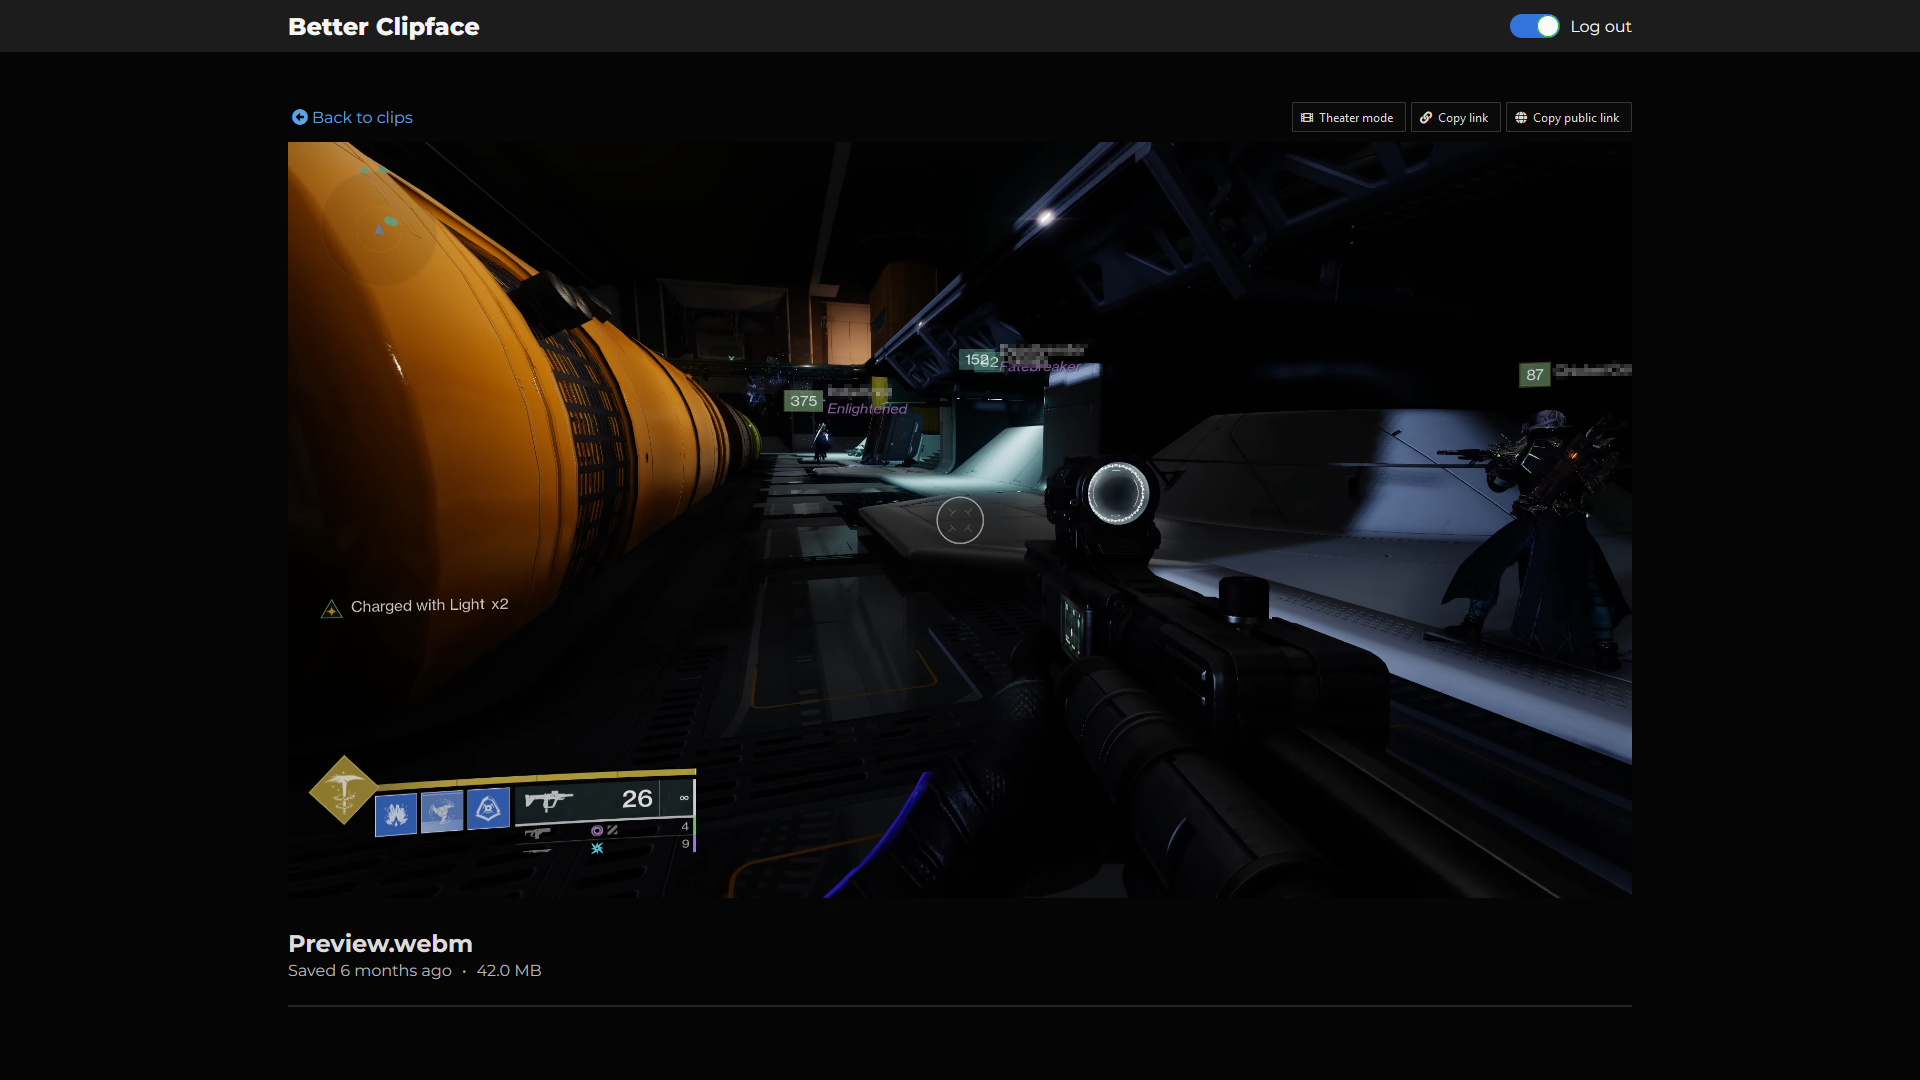 Better Clipface
Log out
Back to clips
Theater mode
Copy link
Copy public link
152
62
Fatebreaker
87
375
Enlightened
Charged with Light x2
26
∞
4
9
Preview.webm
Saved 6 months ago • 42.0 MB